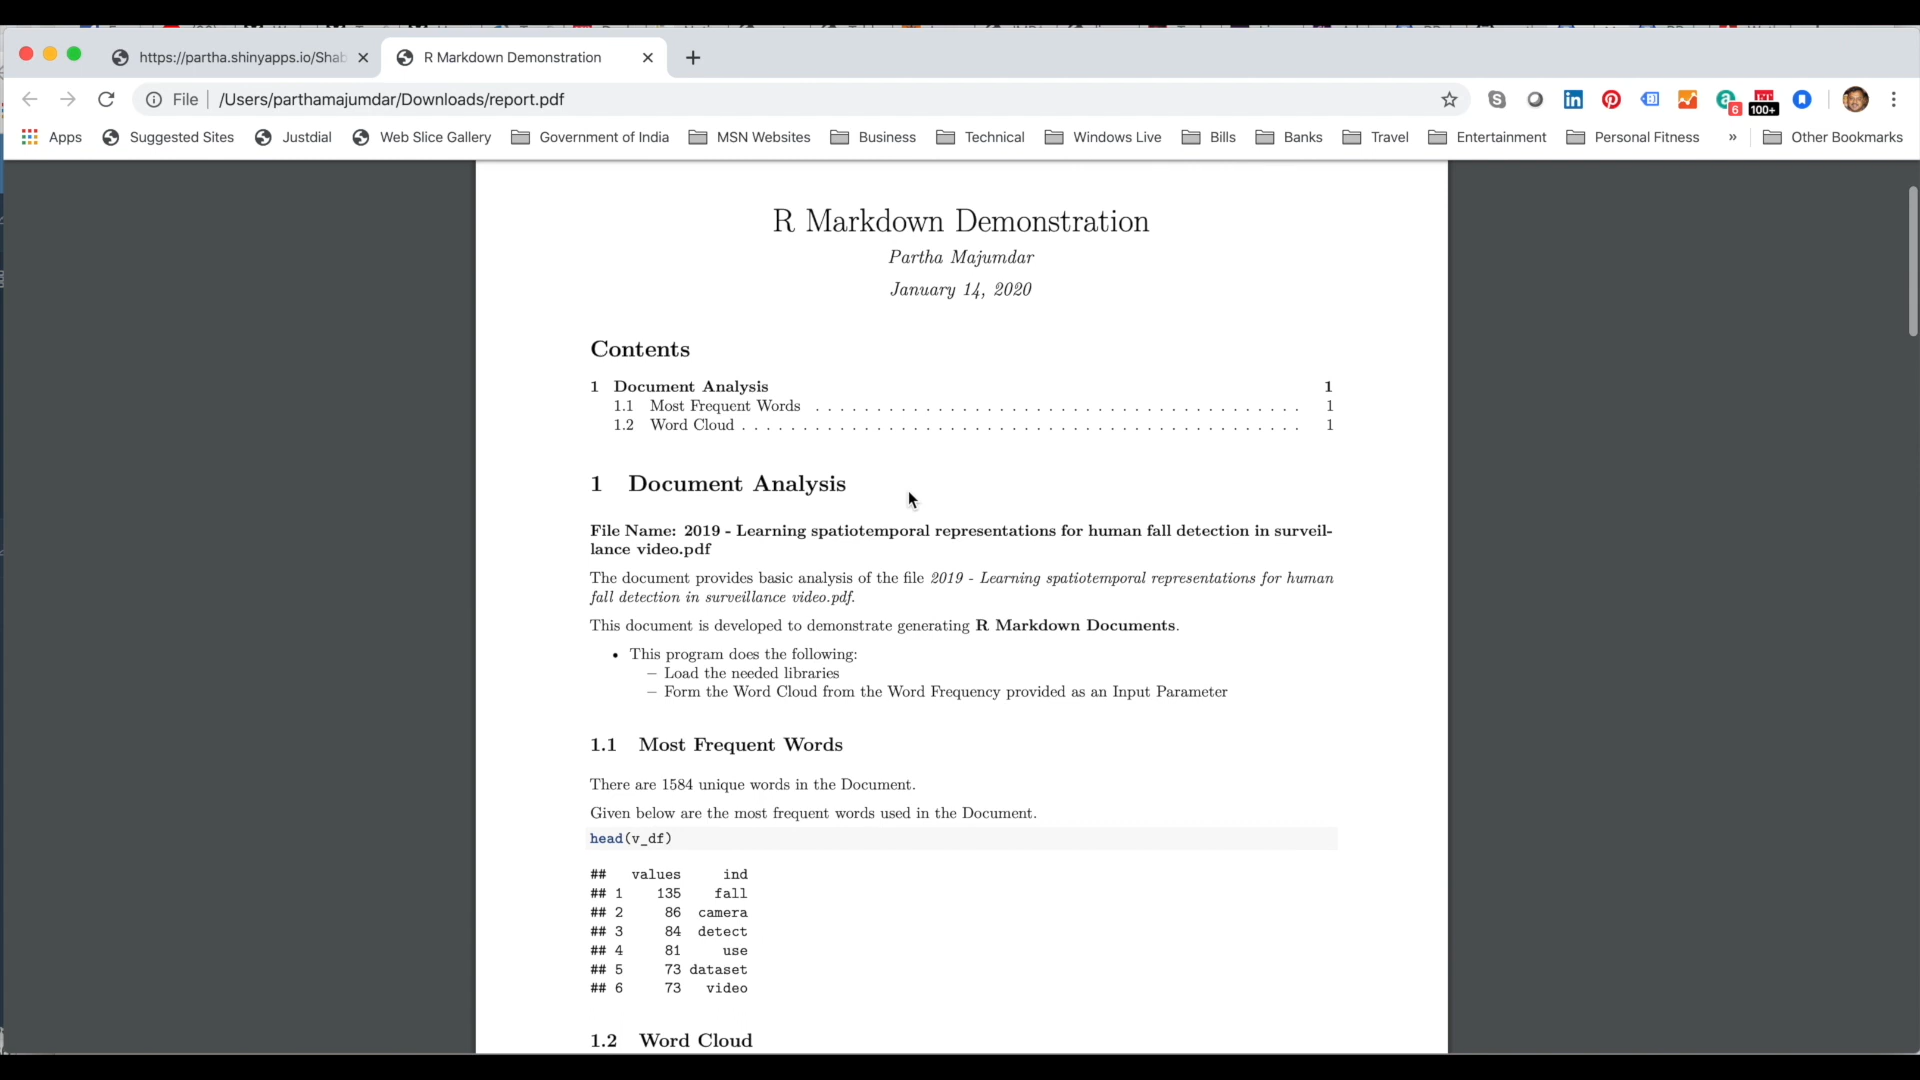 https://partha.shinyapps.io/Shab
R Markdown Demonstration
File
/Users/parthamajumdar/Downloads/report.pdf
6
ET
100+
Apps
Suggested Sites
Justdial
Web Slice Gallery
Government of India
MSN Websites
Business
Technical
Windows Live
Bills
Banks
Travel
Entertainment
Personal Fitness
»
Other Bookmarks
R Markdown Demonstration
Partha Majumdar
January 14, 2020
Contents
1 Document Analysis 1
1.1 Most Frequent Words . . . . . . . . . . . . . . . . . . . . . . . . . . . . . . . . . . . . . . . . 1
1.2 Word Cloud . . . . . . . . . . . . . . . . . . . . . . . . . . . . . . . . . . . . . . . . . . . . . . 1
1 Document Analysis
File Name: 2019 - Learning spatiotemporal representations for human fall detection in surveil-
lance video.pdf
The document provides basic analysis of the file 2019 - Learning spatiotemporal representations for human
fall detection in surveillance video.pdf.
This document is developed to demonstrate generating R Markdown Documents.
• This program does the following:
– Load the needed libraries
– Form the Word Cloud from the Word Frequency provided as an Input Parameter
1.1 Most Frequent Words
There are 1584 unique words in the Document.
Given below are the most frequent words used in the Document.
head(v_df)
## values ind
## 1 135 fall
## 2 86 camera
## 3 84 detect
## 4 81 use
## 5 73 dataset
## 6 73 video
1.2 Word Cloud